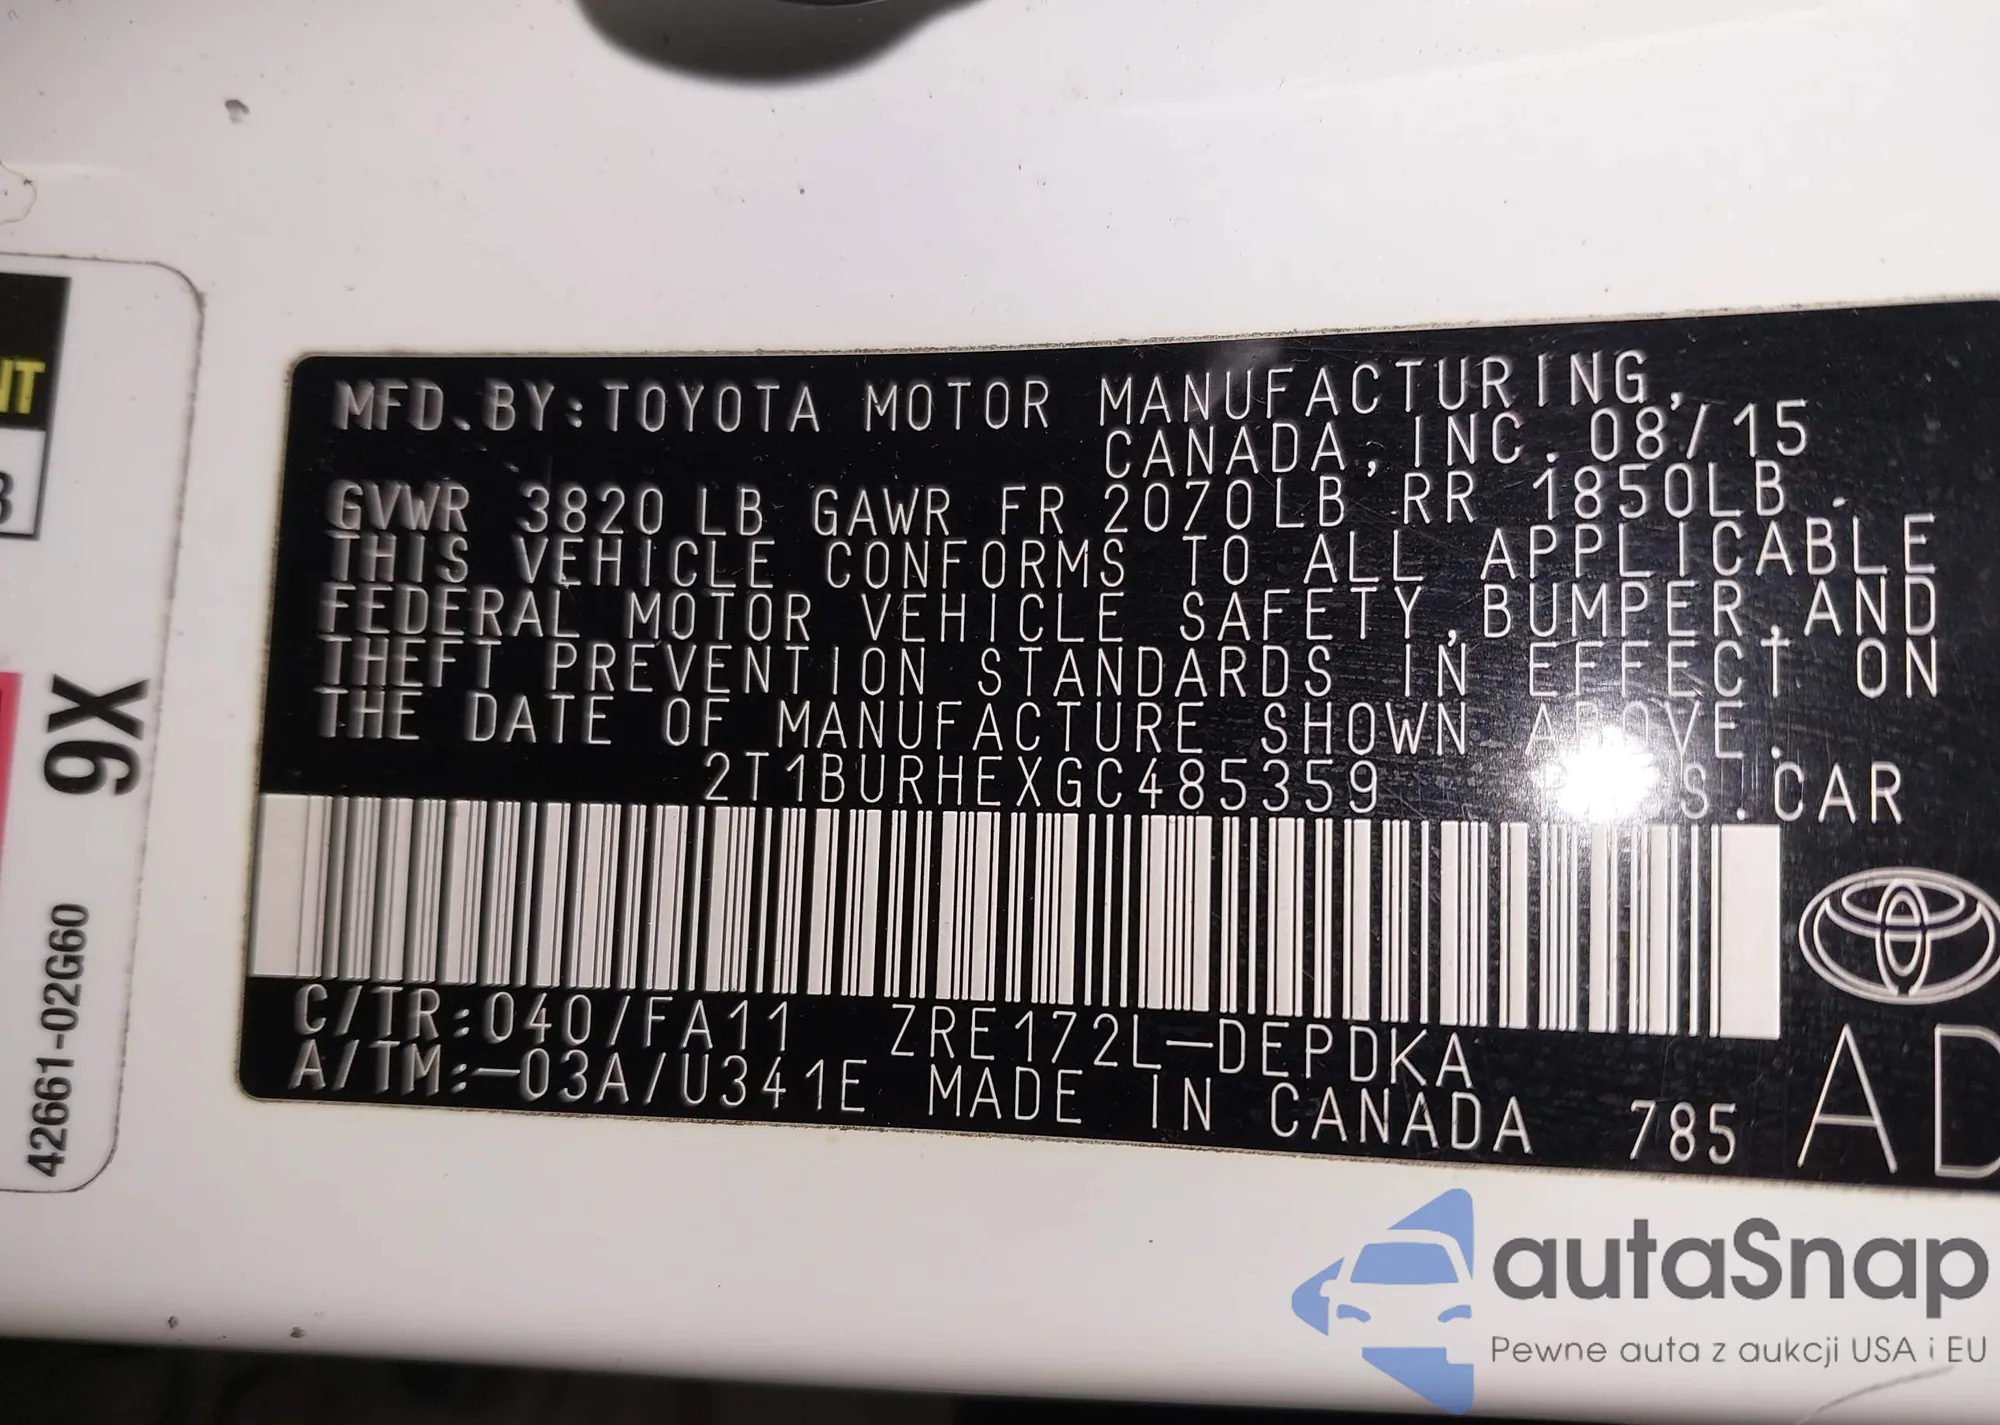 MFD.BY:TOYOTA MOTOR MANUFACTURING,
CANADA,INC. 08/15
GVWR 3820 LB GAWR FR 2070LB RR 1850LB.
THIS VEHICLE CONFORMS TO ALL APPLICABLE
FEDERAL MOTOR VEHICLE SAFETY,BUMPER,AND
THEFT PREVENTION STANDARDS IN EFFECT ON
THE DATE OF MANUFACTURE SHOWN ABOVE.
2T1BURHEXGC485359 PASS.CAR
C/TR:040/FA11 ZRE172L-DEPDKA
A/TM:-03A/U341E MADE IN CANADA 785
AD
9X
42661-02G60
autaSnap
Pewne auta z aukcji USA i EU